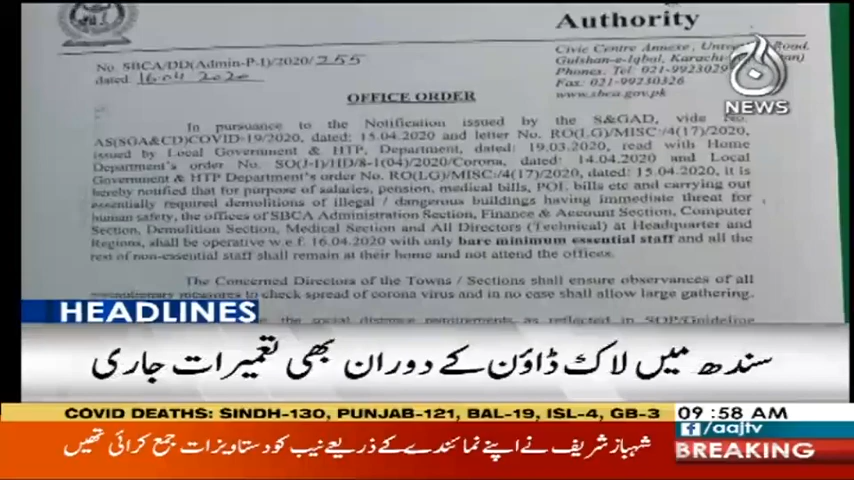 Authority
Civic Centre Annexe, University Road,
Gulshan-e-Iqbal, Karachi
Phones. Tel: 021-9923029
Fax: 021-99230326
www.sbca.gov.pk
No. SBCA/DD(Admin-P-I)/2020/255
dated 16-04-2020
NEWS
OFFICE ORDER
In pursuance to the Notification issued by the S&GAD, vide No.
AS(SGA&CD)COVID-19/2020, dated: 15.04.2020 and letter No. RO(LG)/MISC:/4(17)/2020,
issued by Local Government & HTP, Department, dated: 19.03.2020, read with Home
Department's order No. SO(J-I)/HD/8-1(04)/2020/Corona, dated: 14.04.2020 and Local
Government & HTP Department's order No. RO(LG)/MISC:/4(17)/2020, dated: 15.04.2020, it is
hereby notified that for purpose of salaries, pension, medical bills, POL bills etc and carrying out
essentially required demolitions of illegal / dangerous buildings having immediate threat for
human safety, the offices of SBCA Administration Section, Finance & Account Section, Computer
Section, Demolition Section, Medical Section and All Directors (Technical) at Headquarter and
Regions, shall be operative w.e.f. 16.04.2020 with only bare minimum essential staff and all the
rest of non-essential staff shall remain at their home and not attend the offices.
The Concerned Directors of the Towns / Sections shall ensure observances of all
measures to check spread of corona virus and in no case shall allow large gathering.
the social distance requirements as reflected in SOP/Guideline
HEADLINES
سندھ میں لاک ڈاؤن کے دوران بھی تعمیرات جاری
COVID DEATHS: SINDH-130, PUNJAB-121, BAL-19, ISL-4, GB-3
09:58 AM
/aajtv
شہباز شریف نے اپنے نمائندے کے ذریعے نیب کو دستاویزات جمع کرائی تھیں
BREAKING